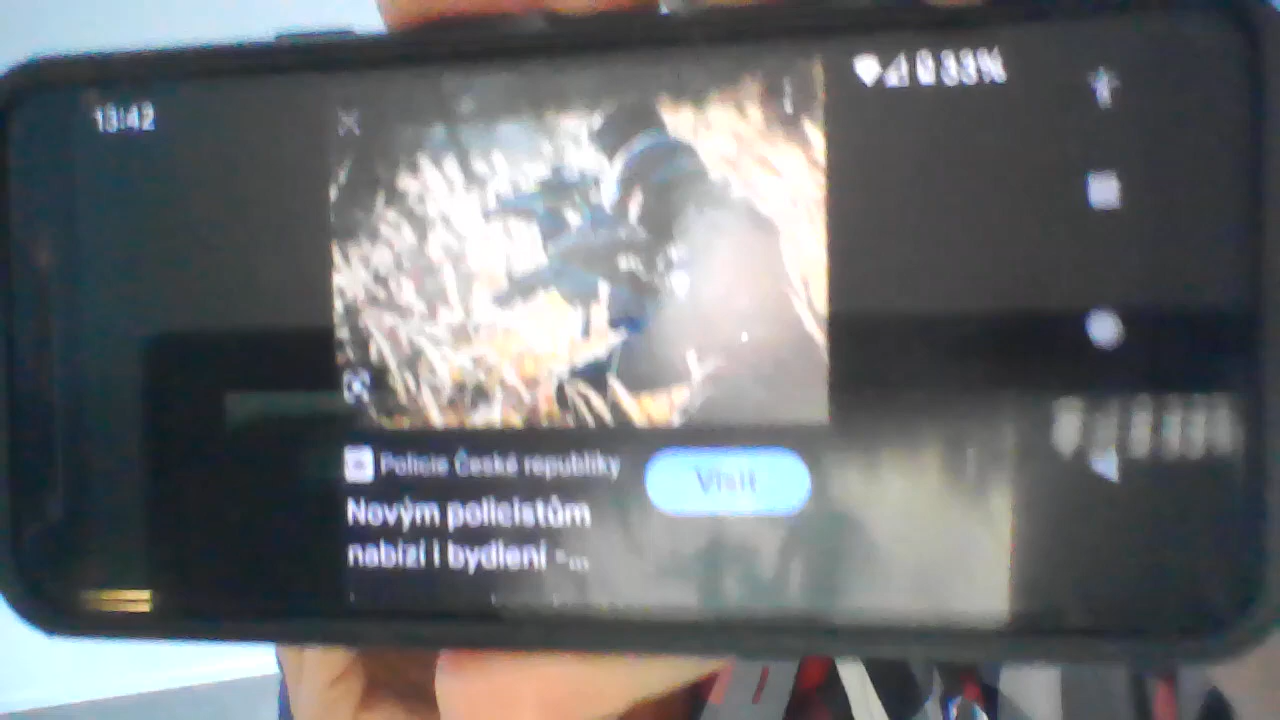 13:42
33%
Policie České republiky
Visit
Novým policistům
nabízí i bydlení -...